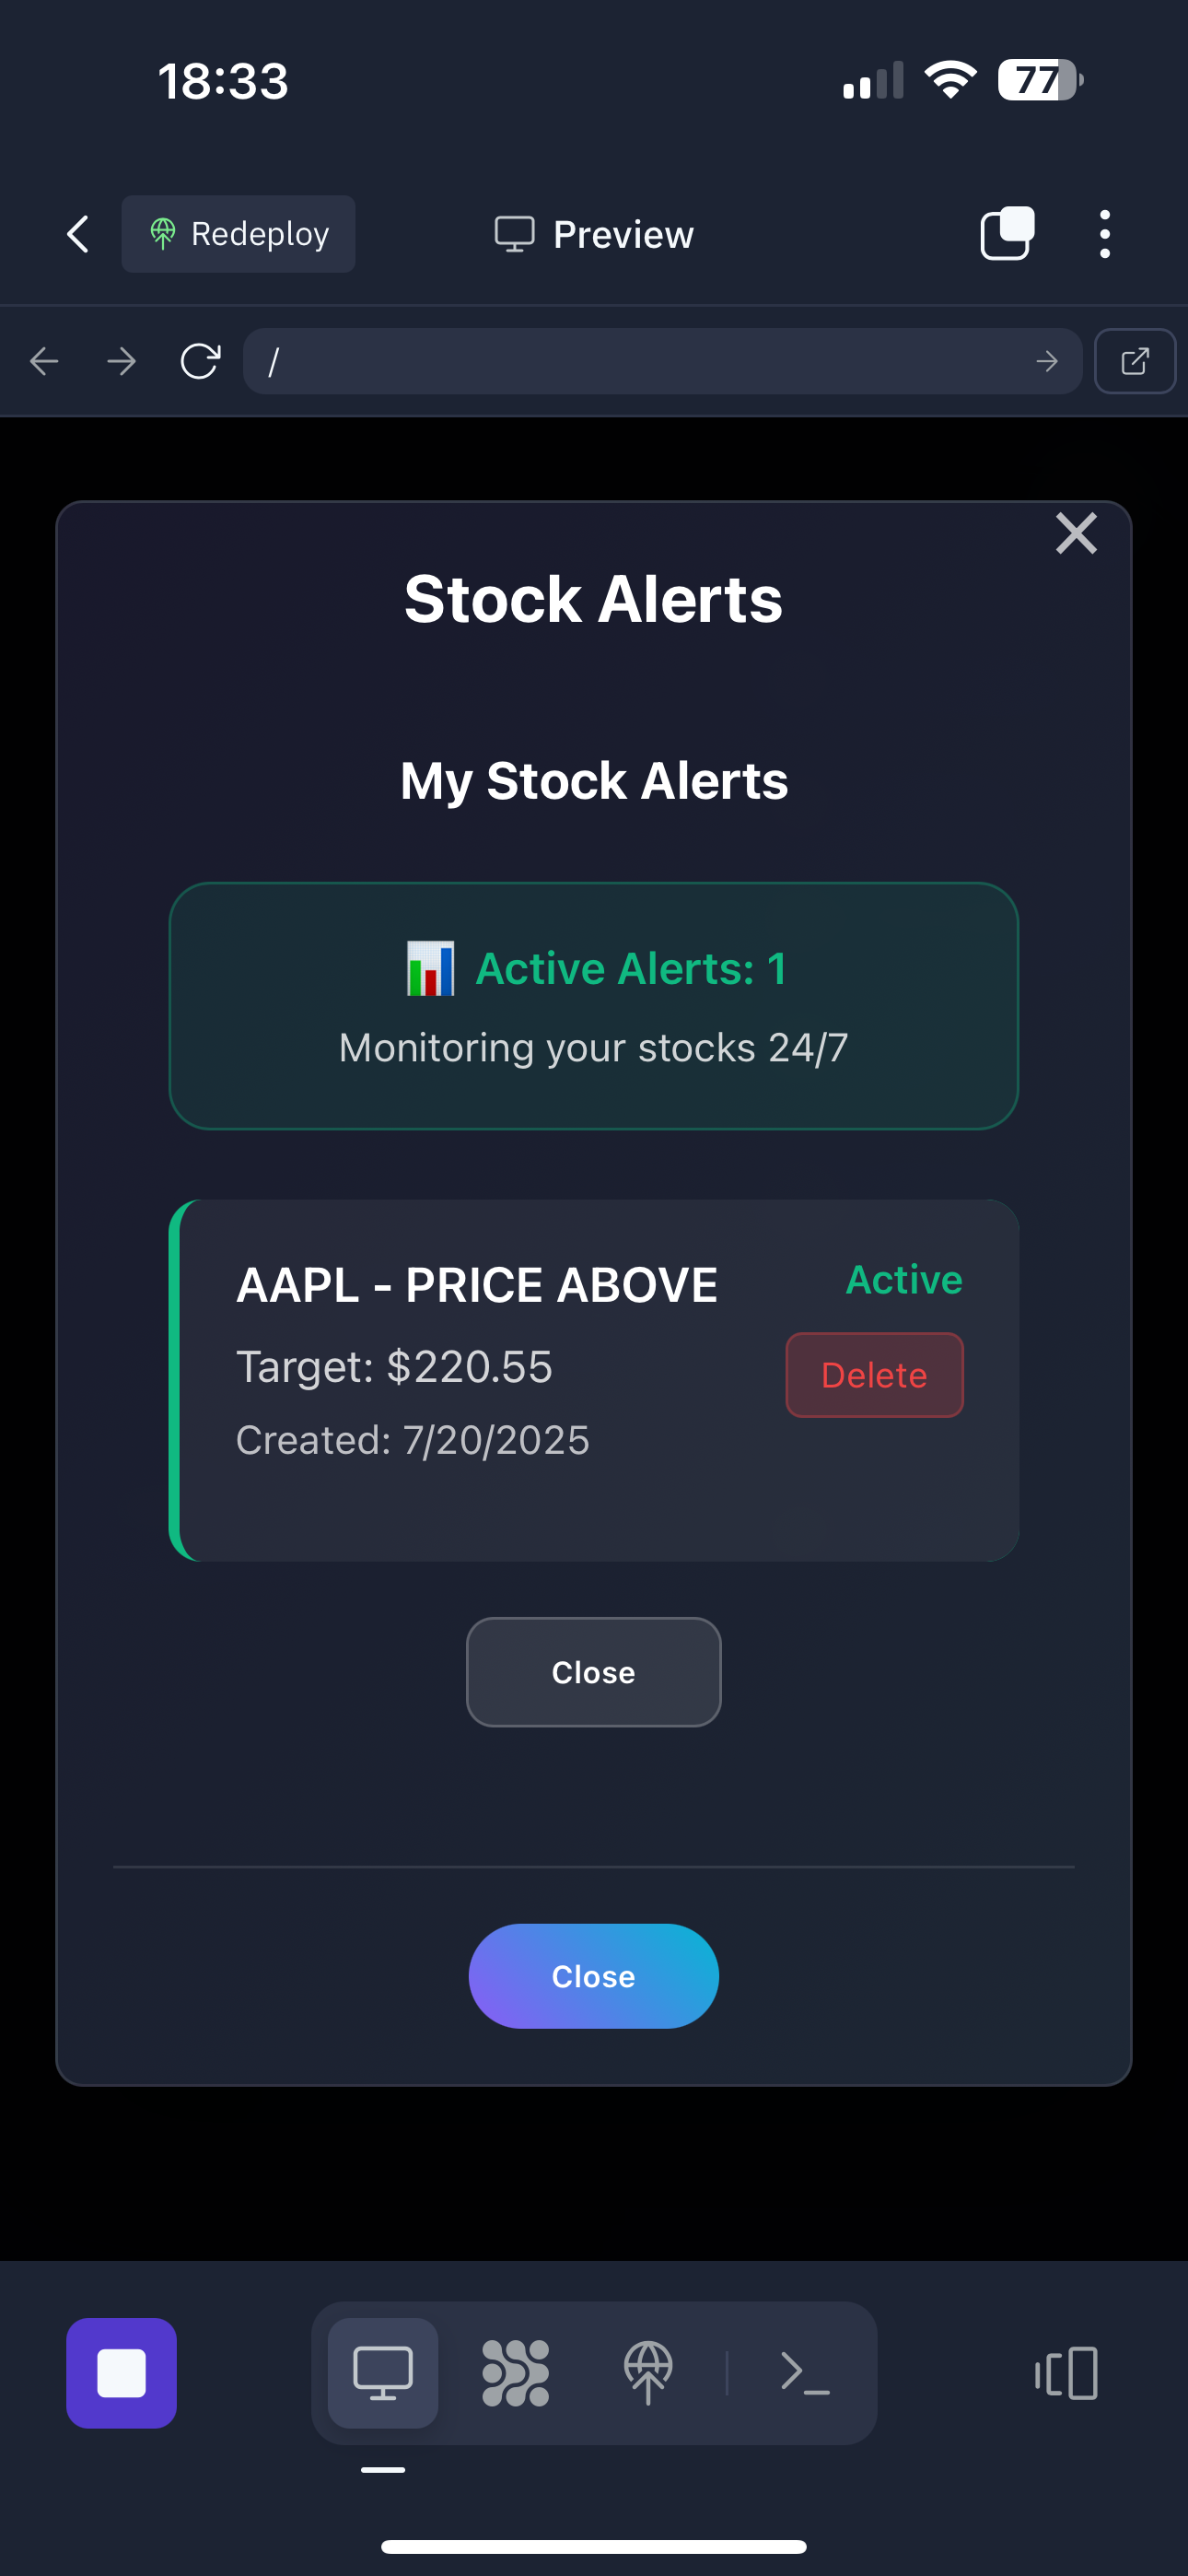 18:33
77
Redeploy
Preview
/
Stock Alerts
My Stock Alerts
📊 Active Alerts: 1
Monitoring your stocks 24/7
AAPL - PRICE ABOVE
Active
Target: $220.55
Delete
Created: 7/20/2025
Close
Close